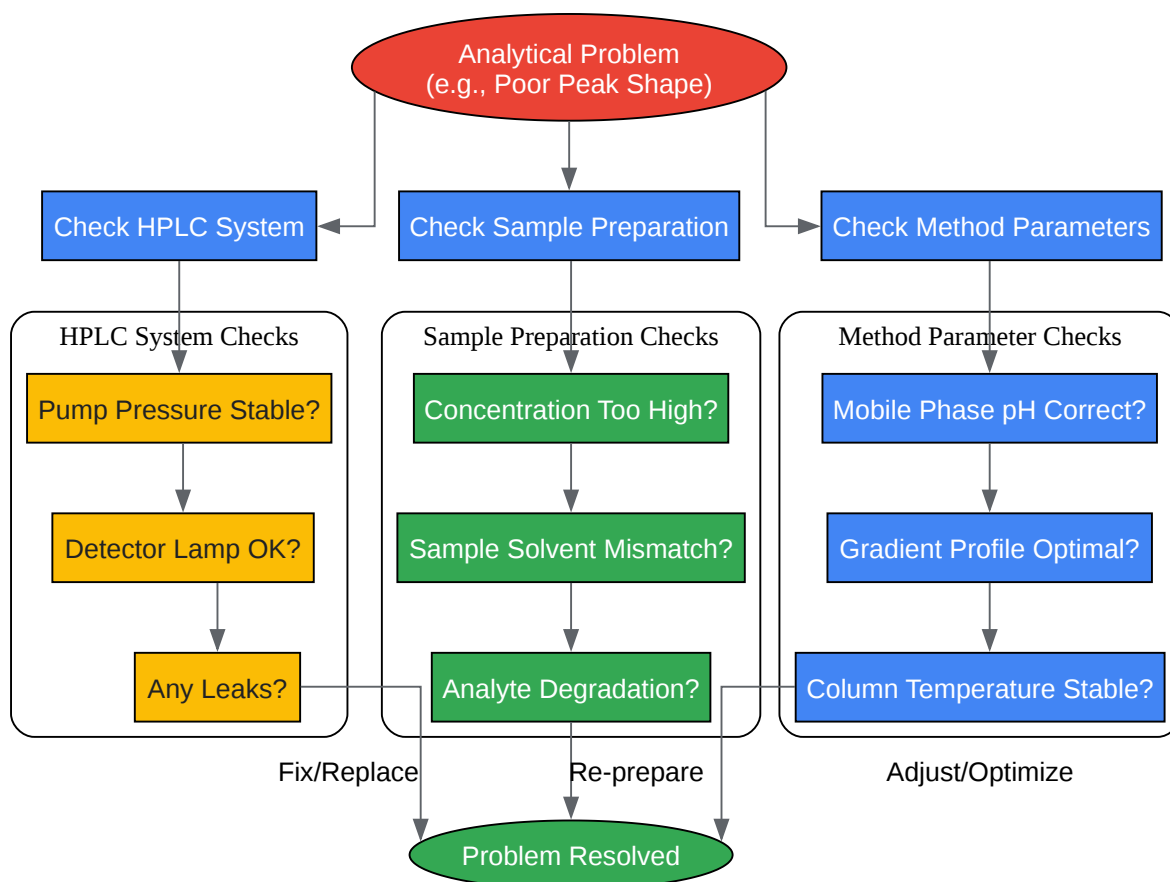 Analytical Problem
(e.g., Poor Peak Shape)
Check HPLC System
Check Sample Preparation
Check Method Parameters
HPLC System Checks
Sample Preparation Checks
Method Parameter Checks
Pump Pressure Stable?
Concentration Too High?
Mobile Phase pH Correct?
Detector Lamp OK?
Sample Solvent Mismatch?
Gradient Profile Optimal?
Any Leaks?
Analyte Degradation?
Column Temperature Stable?
Fix/Replace
Re-prepare
Adjust/Optimize
Problem Resolved